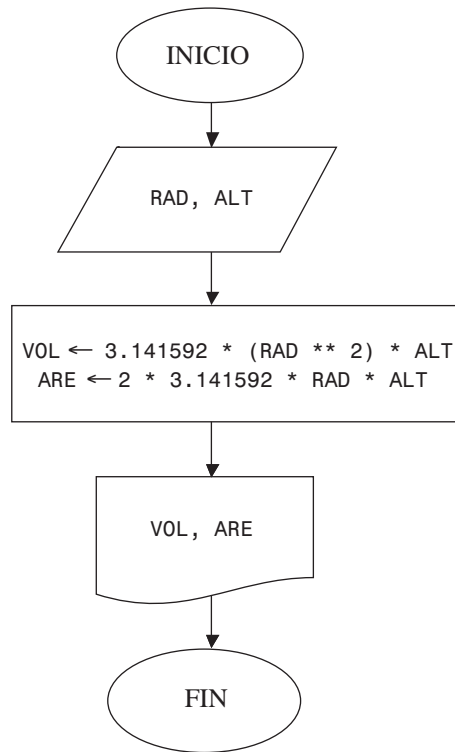 INICIO
RAD, ALT
VOL ← 3.141592 * (RAD ** 2) * ALT
ARE ← 2 * 3.141592 * RAD * ALT
VOL, ARE
FIN